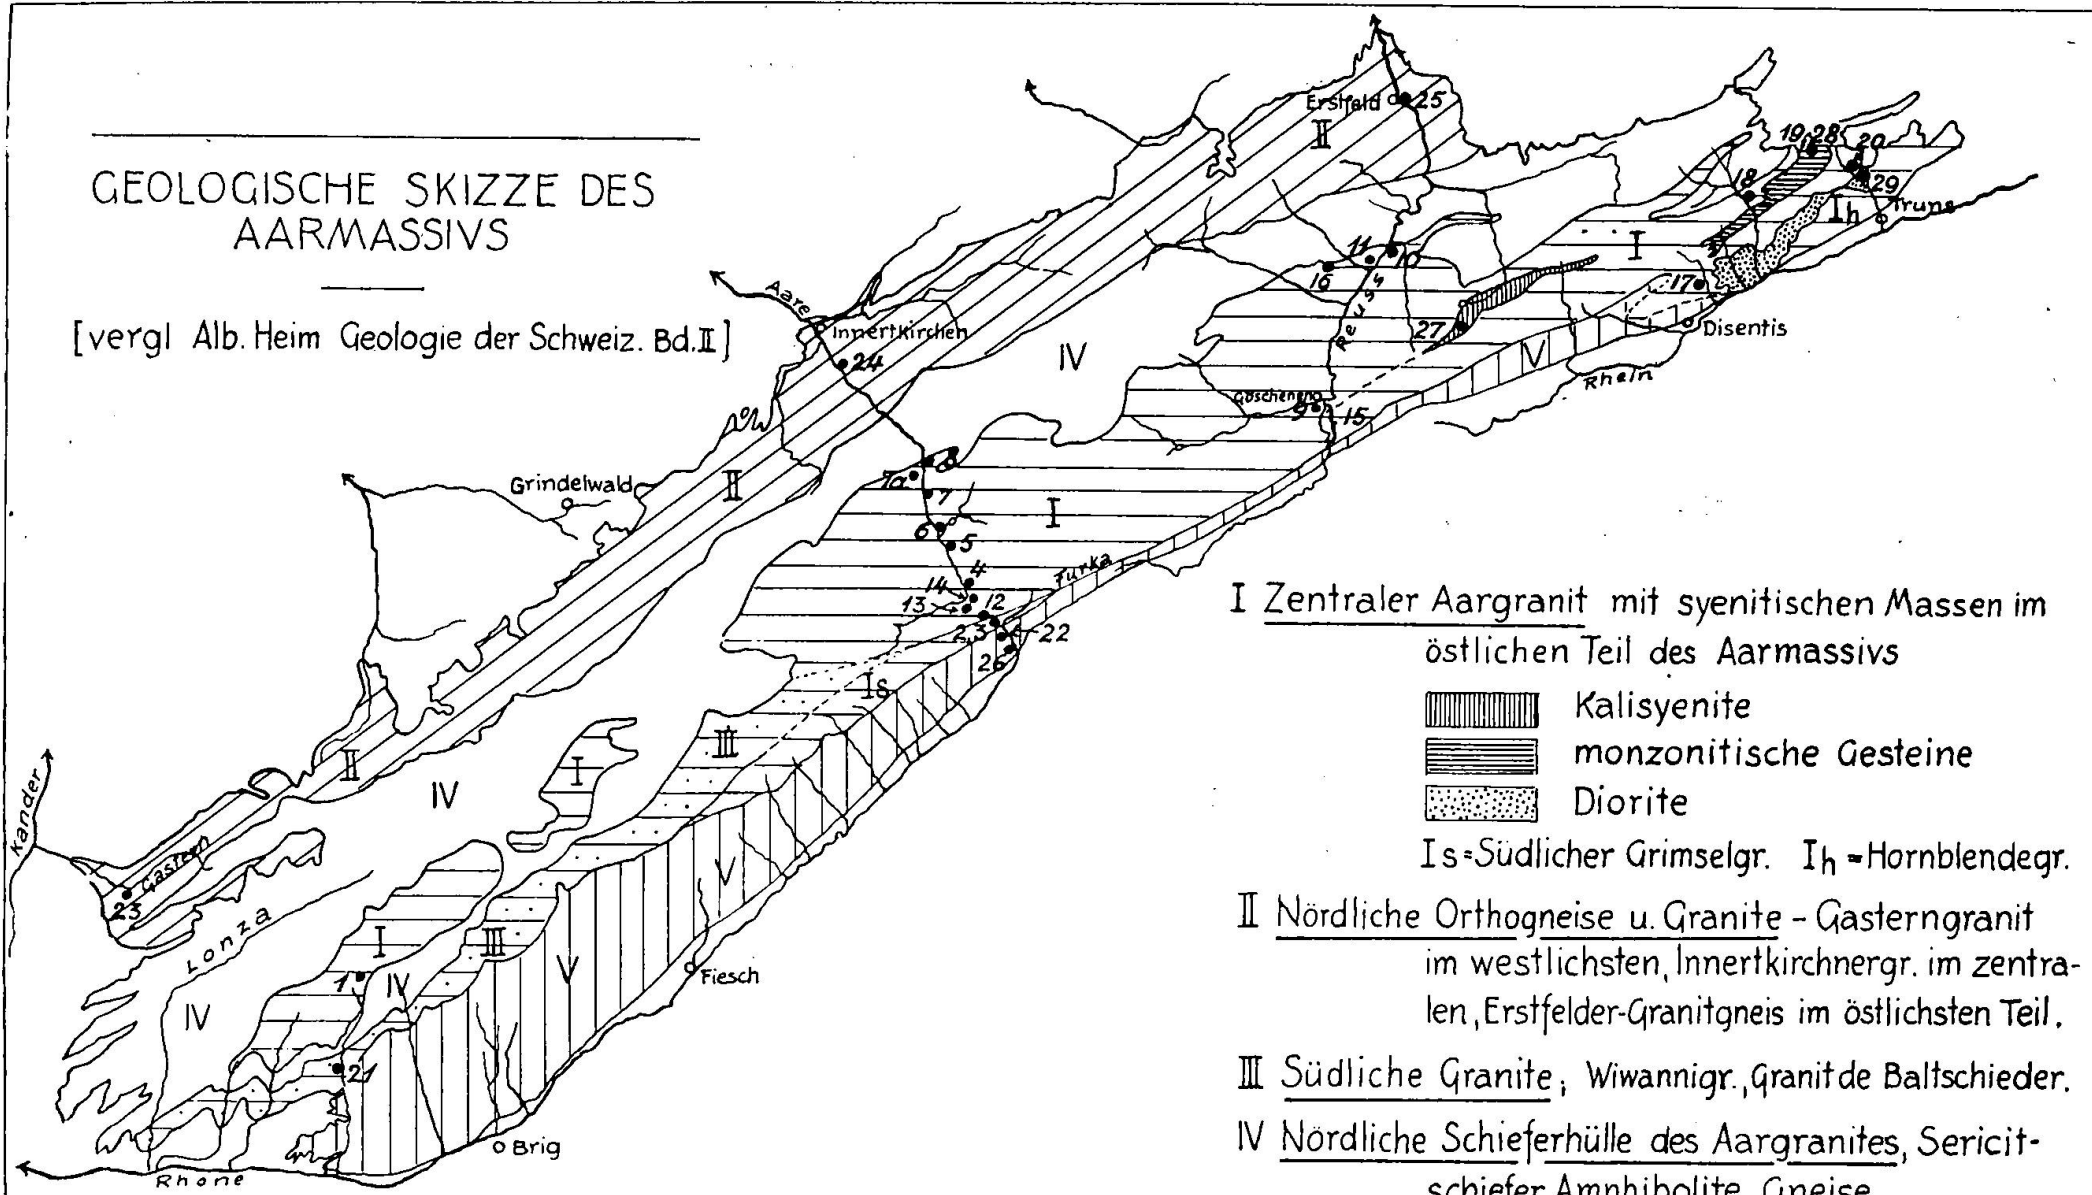 GEOLOGISCHE SKIZZE DES
AARMASSIVS
[vergl Alb. Heim Geologie der Schweiz. Bd.II]
Erstfeld
25
II
19
28
20
18
29
Ih
Truns
I
11
10
16
17
Reuss
27
Disentis
V
Rhein
Aare
Innertkirchen
24
IV
Göschenen
9
15
8
7a
7
Grindelwald
II
I
6
5
4
Furka
14
13
12
2,3
22
26
Is
III
II
I
IV
Kander
Gastern
23
V
Lonza
I
III
1
IV
V
Fiesch
IV
21
Brig
Rhone
I Zentraler Aargranit mit syenitischen Massen im
östlichen Teil des Aarmassivs
Kalisyenite
monzonitische Gesteine
Diorite
Is=Südlicher Grimselgr. Ih=Hornblendegr.
II Nördliche Orthogneise u. Granite - Gasterngranit
im westlichsten, Innertkirchnergr. im zentra-
len, Erstfelder-Granitgneis im östlichsten Teil.
III Südliche Granite; Wiwannigr., Granit de Baltschieder.
IV Nördliche Schieferhülle des Aargranites, Sericit-
schiefer Amphibolite Gneise